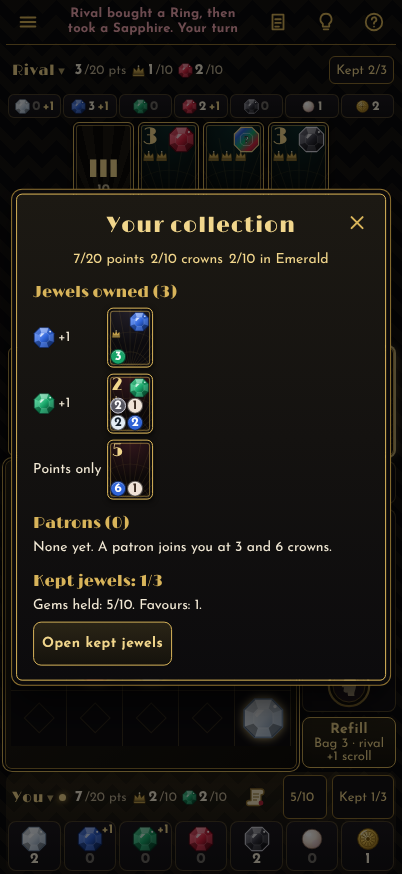 Rival bought a Ring, then
took a Sapphire. Your turn
Rival ▾ 3/20 pts 1/10 2/10
Kept 2/3
0 +1 3 +1 0 2 +1 0 1 2
III 3 3
Your collection
7/20 points 2/10 crowns 2/10 in Emerald
Jewels owned (3)
+1
3
+1
2
2 1
2 2
5
Points only
6 1
Patrons (0)
None yet. A patron joins you at 3 and 6 crowns.
Kept jewels: 1/3
Gems held: 5/10. Favours: 1.
Open kept jewels
Refill
Bag 3 · rival
+1 scroll
You ▾ 7/20 pts 2/10 2/10
5/10
Kept 1/3
+1 +1
2 0 0 0 2 0 1